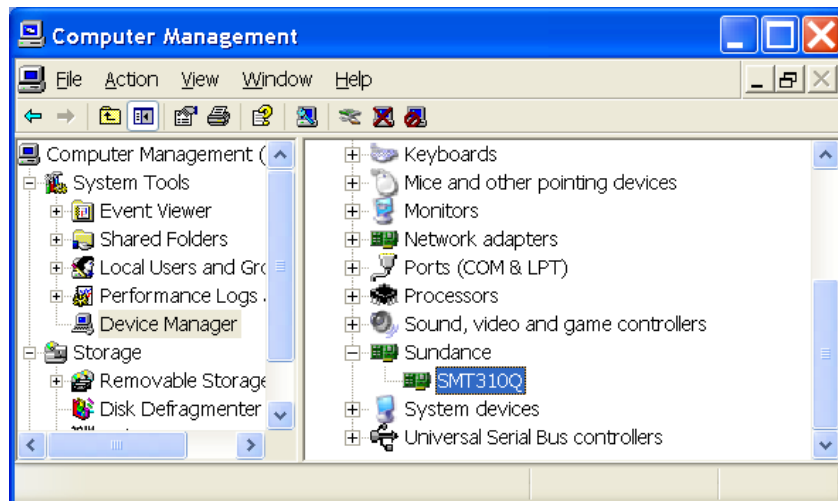 Computer Management
File Action View Window Help
Computer Management (
System Tools
Event Viewer
Shared Folders
Local Users and Gro
Performance Logs
Device Manager
Storage
Removable Storage
Disk Defragmenter
Keyboards
Mice and other pointing devices
Monitors
Network adapters
Ports (COM & LPT)
Processors
Sound, video and game controllers
Sundance
SMT310Q
System devices
Universal Serial Bus controllers